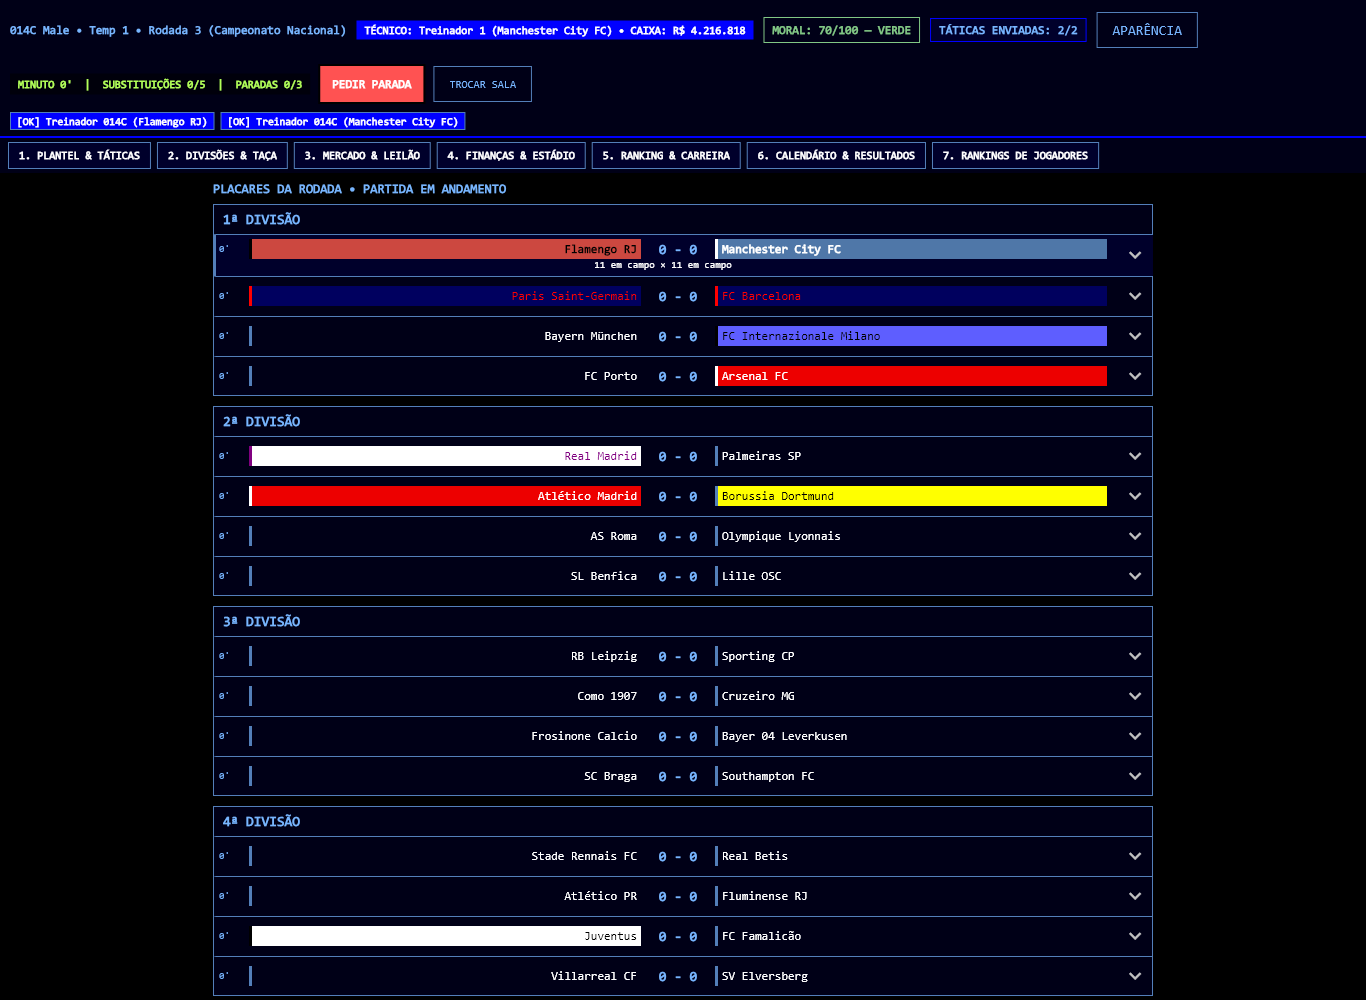 014C Male • Temp 1 • Rodada 3 (Campeonato Nacional) TÉCNICO: Treinador 1 (Manchester City FC) • CAIXA: R$ 4.216.818 MORAL: 70/100 — VERDE TÁTICAS ENVIADAS: 2/2 APARÊNCIA
MINUTO 0' | SUBSTITUIÇÕES 0/5 | PARADAS 0/3 PEDIR PARADA TROCAR SALA
[OK] Treinador 014C (Flamengo RJ) [OK] Treinador 014C (Manchester City FC)
1. PLANTEL & TÁTICAS 2. DIVISÕES & TAÇA 3. MERCADO & LEILÃO 4. FINANÇAS & ESTÁDIO 5. RANKING & CARREIRA 6. CALENDÁRIO & RESULTADOS 7. RANKINGS DE JOGADORES
PLACARES DA RODADA • PARTIDA EM ANDAMENTO
1ª DIVISÃO
0' Flamengo RJ 0 - 0 Manchester City FC
11 em campo × 11 em campo
0' Paris Saint-Germain 0 - 0 FC Barcelona
0' Bayern München 0 - 0 FC Internazionale Milano
0' FC Porto 0 - 0 Arsenal FC
2ª DIVISÃO
0' Real Madrid 0 - 0 Palmeiras SP
0' Atlético Madrid 0 - 0 Borussia Dortmund
0' AS Roma 0 - 0 Olympique Lyonnais
0' SL Benfica 0 - 0 Lille OSC
3ª DIVISÃO
0' RB Leipzig 0 - 0 Sporting CP
0' Como 1907 0 - 0 Cruzeiro MG
0' Frosinone Calcio 0 - 0 Bayer 04 Leverkusen
0' SC Braga 0 - 0 Southampton FC
4ª DIVISÃO
0' Stade Rennais FC 0 - 0 Real Betis
0' Atlético PR 0 - 0 Fluminense RJ
0' Juventus 0 - 0 FC Famalicão
0' Villarreal CF 0 - 0 SV Elversberg